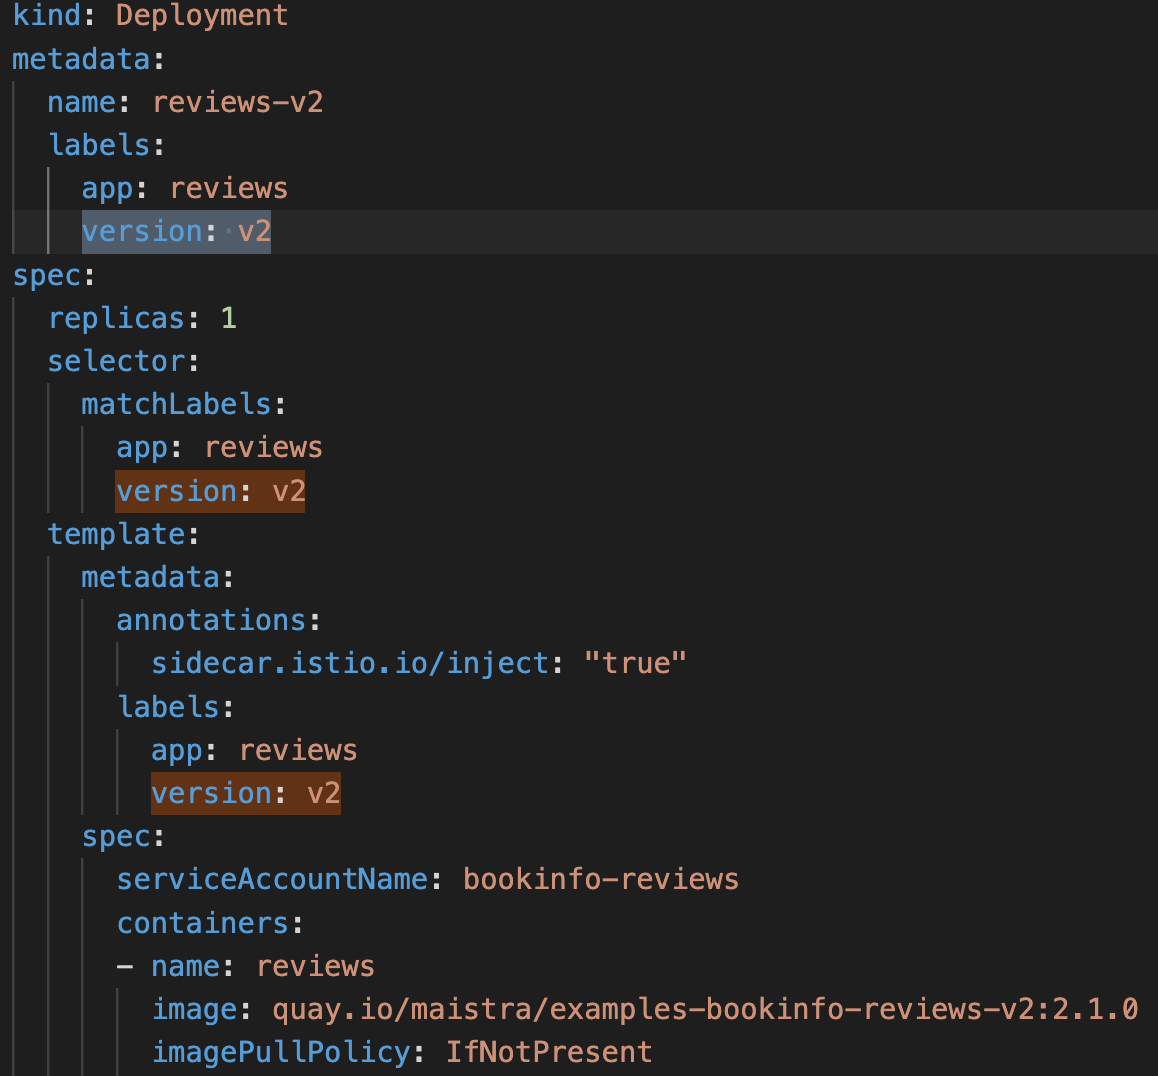 kind: Deployment
metadata:
  name: reviews-v2
  labels:
    app: reviews
    version: v2
spec:
  replicas: 1
  selector:
    matchLabels:
      app: reviews
      version: v2
  template:
    metadata:
      annotations:
        sidecar.istio.io/inject: "true"
      labels:
        app: reviews
        version: v2
    spec:
      serviceAccountName: bookinfo-reviews
      containers:
      - name: reviews
        image: quay.io/maistra/examples-bookinfo-reviews-v2:2.1.0
        imagePullPolicy: IfNotPresent